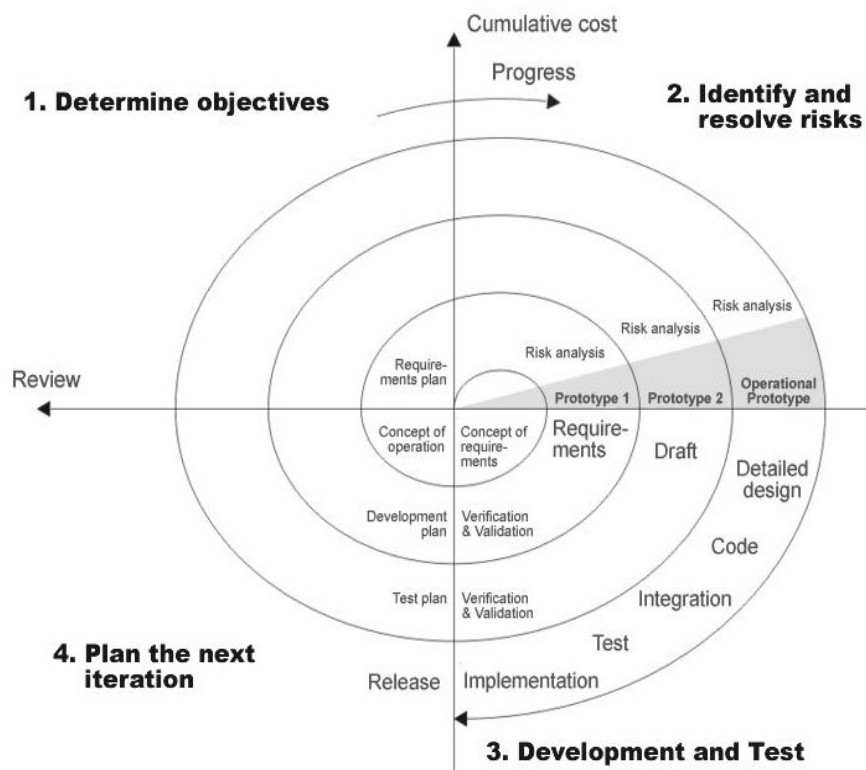 Cumulative cost
Progress
1. Determine objectives
2. Identify and
resolve risks
Risk analysis
Risk analysis
Risk analysis
Require-
ments plan
Review
Prototype 1
Prototype 2
Operational
Prototype
Concept of
operation
Concept of
require-
ments
Require-
ments
Draft
Detailed
design
Development
plan
Verification
& Validation
Code
Test plan
Verification
& Validation
Integration
Test
4. Plan the next
iteration
Release
Implementation
3. Development and Test